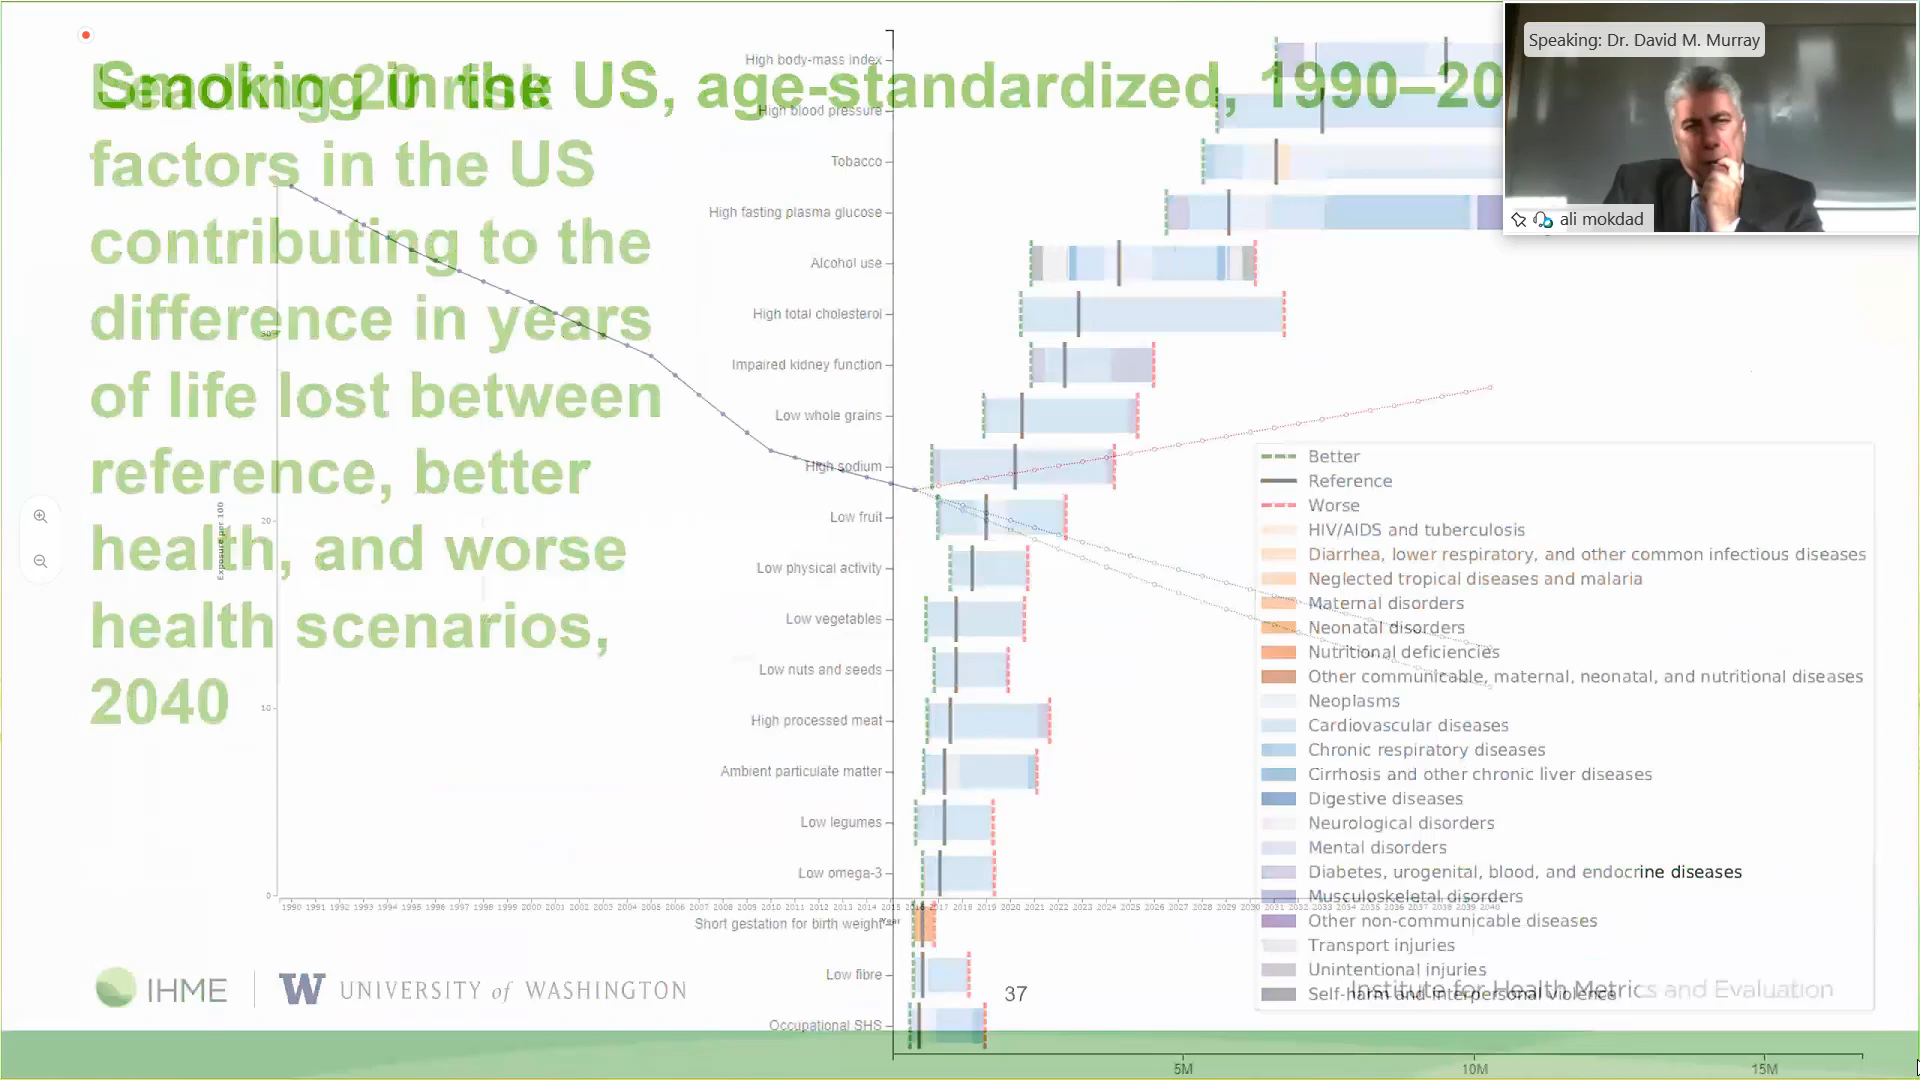 Speaking: Dr. David M. Murray
ali mokdad
Smoking in the US, age-standardized, 1990–20
Leading 20 risk
factors in the US
contributing to the
difference in years
of life lost between
reference, better
health, and worse
health scenarios,
2040
High body-mass index
High blood pressure
Tobacco
High fasting plasma glucose
Alcohol use
High total cholesterol
Impaired kidney function
Low whole grains
High sodium
Low fruit
Low physical activity
Low vegetables
Low nuts and seeds
High processed meat
Ambient particulate matter
Low legumes
Low omega-3
Short gestation for birth weight
Low fibre
Occupational SHS
5M
10M
15M
Exposure per 100
30
20
10
0
1990 1991 1992 1993 1994 1995 1996 1997 1998 1999 2000 2001 2002 2003 2004 2005 2006 2007 2008 2009 2010 2011 2012 2013 2014 2015 2016 2017 2018 2019 2020 2021 2022 2023 2024 2025 2026 2027 2028 2029 2030 2031 2032 2033 2034 2035 2036 2037 2038 2039 2040
Year
Better
Reference
Worse
HIV/AIDS and tuberculosis
Diarrhea, lower respiratory, and other common infectious diseases
Neglected tropical diseases and malaria
Maternal disorders
Neonatal disorders
Nutritional deficiencies
Other communicable, maternal, neonatal, and nutritional diseases
Neoplasms
Cardiovascular diseases
Chronic respiratory diseases
Cirrhosis and other chronic liver diseases
Digestive diseases
Neurological disorders
Mental disorders
Diabetes, urogenital, blood, and endocrine diseases
Musculoskeletal disorders
Other non-communicable diseases
Transport injuries
Unintentional injuries
Self-harm and interpersonal violence
IHME
W UNIVERSITY of WASHINGTON
37
Institute for Health Metrics and Evaluation